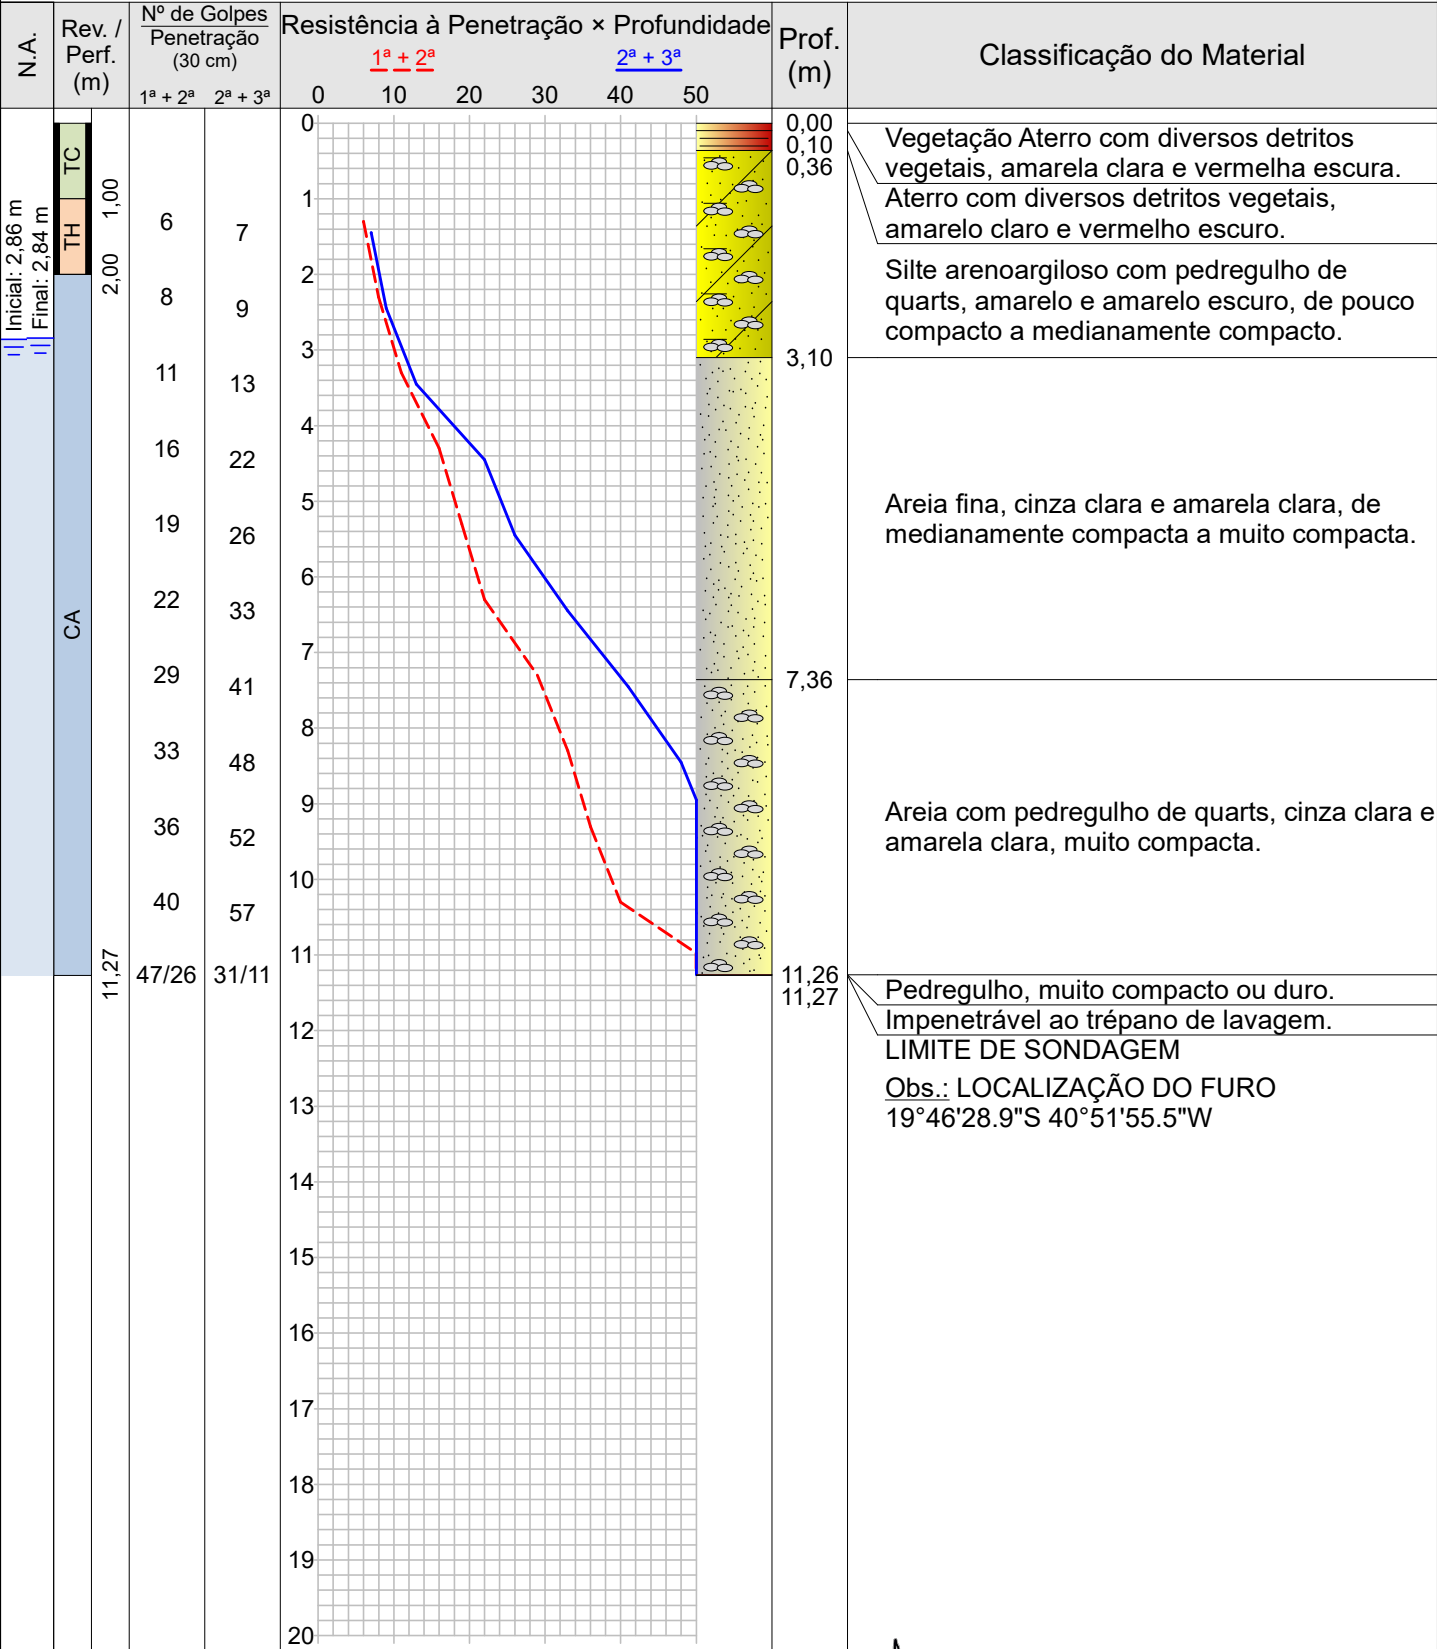 N.A.
Rev. /
Perf.
(m)
Nº de Golpes
Penetração
(30 cm)
1ª + 2ª 2ª + 3ª
Resistência à Penetração × Profundidade
1ª + 2ª 2ª + 3ª
0 10 20 30 40 50
Prof.
(m)
Classificação do Material
Inicial: 2,86 m
Final: 2,84 m
TC
TH
CA
1,00
2,00
11,27
6 7
8 9
11 13
16 22
19 26
22 33
29 41
33 48
36 52
40 57
47/26 31/11
0
1
2
3
4
5
6
7
8
9
10
11
12
13
14
15
16
17
18
19
20
0,00
0,10
0,36
3,10
7,36
11,26
11,27
Vegetação Aterro com diversos detritos
vegetais, amarela clara e vermelha escura.
Aterro com diversos detritos vegetais,
amarelo claro e vermelho escuro.
Silte arenoargiloso com pedregulho de
quarts, amarelo e amarelo escuro, de pouco
compacto a medianamente compacto.
Areia fina, cinza clara e amarela clara, de
medianamente compacta a muito compacta.
Areia com pedregulho de quarts, cinza clara e
amarela clara, muito compacta.
Pedregulho, muito compacto ou duro.
Impenetrável ao trépano de lavagem.
LIMITE DE SONDAGEM
Obs.: LOCALIZAÇÃO DO FURO
19°46'28.9"S 40°51'55.5"W